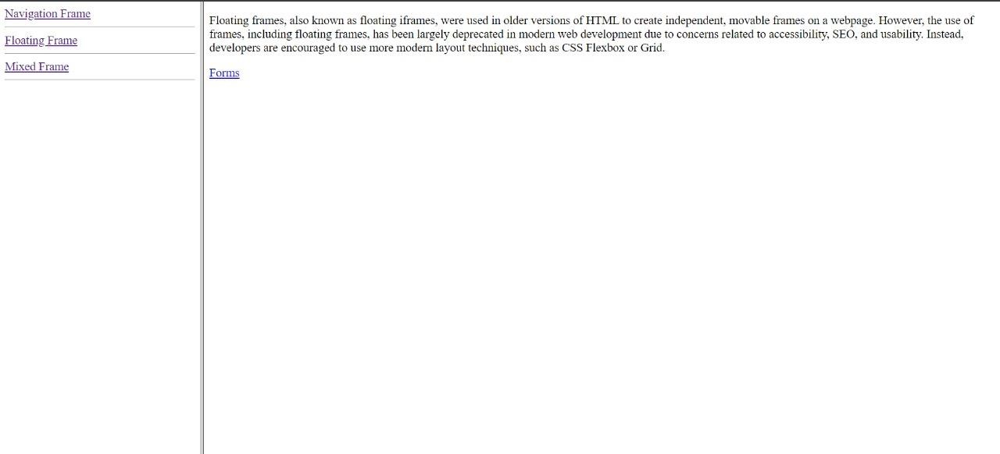 Navigation Frame
Floating Frame
Mixed Frame
Floating frames, also known as floating iframes, were used in older versions of HTML to create independent, movable frames on a webpage. However, the use of
frames, including floating frames, has been largely deprecated in modern web development due to concerns related to accessibility, SEO, and usability. Instead,
developers are encouraged to use more modern layout techniques, such as CSS Flexbox or Grid.
Forms